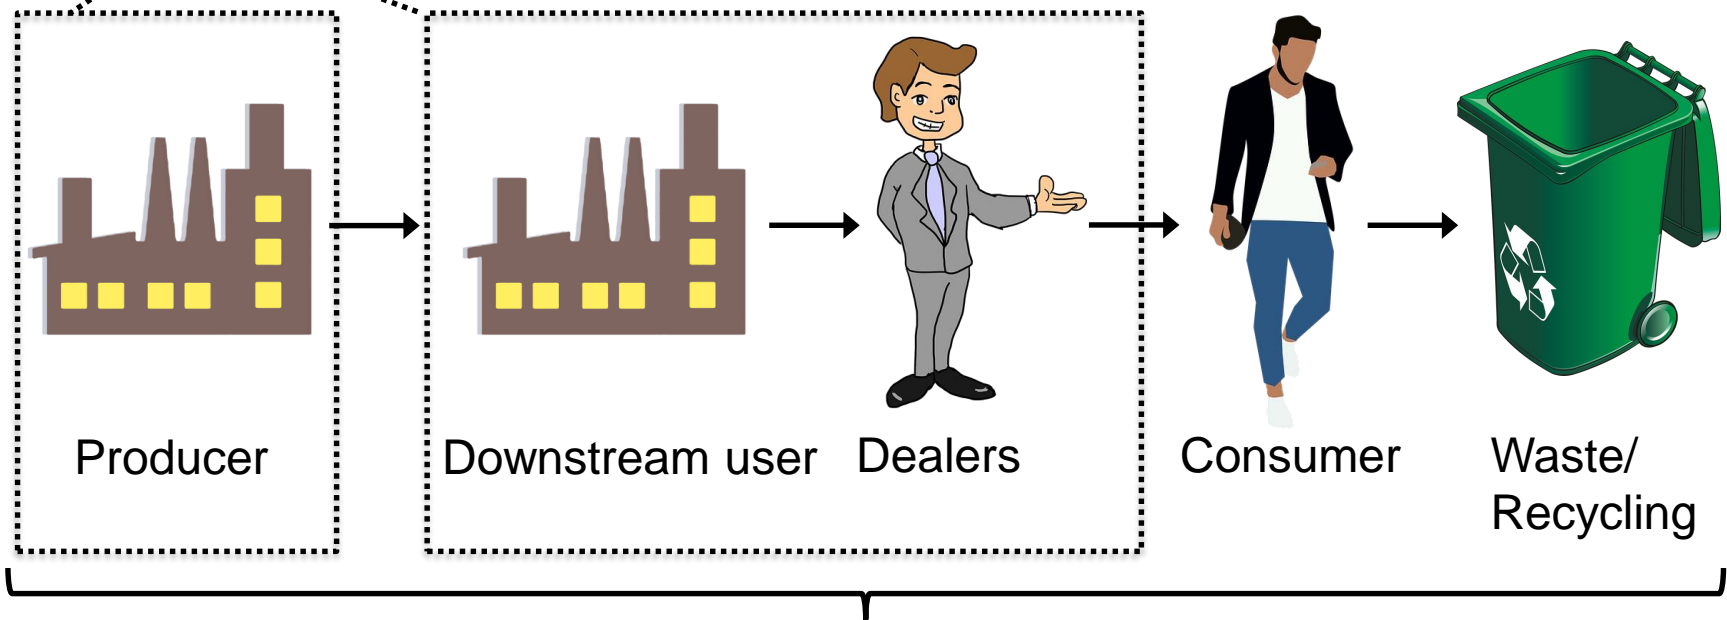 Producer
Downstream user
Dealers
Consumer
Waste/
Recycling